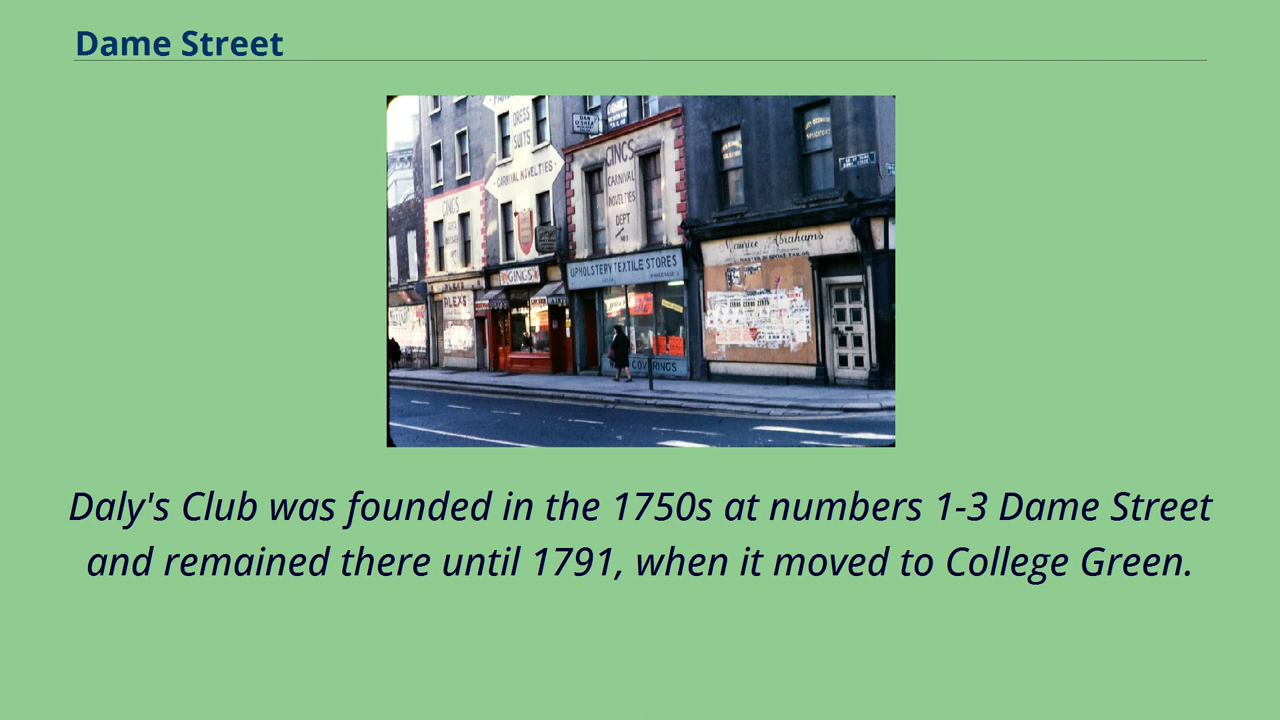 Dame Street
DRESS
SUITS
CARNIVAL NOVELTIES
GINGS
GINGS
CARNIVAL
NOVELTIES
DEPT
Maurice Abrahams
UPHOLSTERY TEXTILE STORES
GINGS
ALEX'S
COVERINGS
Daly's Club was founded in the 1750s at numbers 1-3 Dame Street
and remained there until 1791, when it moved to College Green.